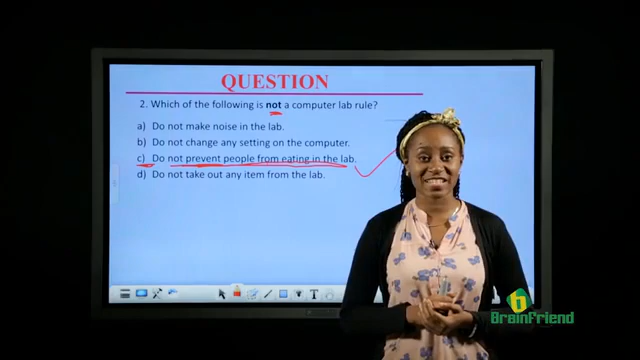 QUESTION
2. Which of the following is not a computer lab rule?
a) Do not make noise in the lab.
b) Do not change any setting on the computer.
c) Do not prevent people from eating in the lab.
d) Do not take out any item from the lab.
T
b
BrainFriend